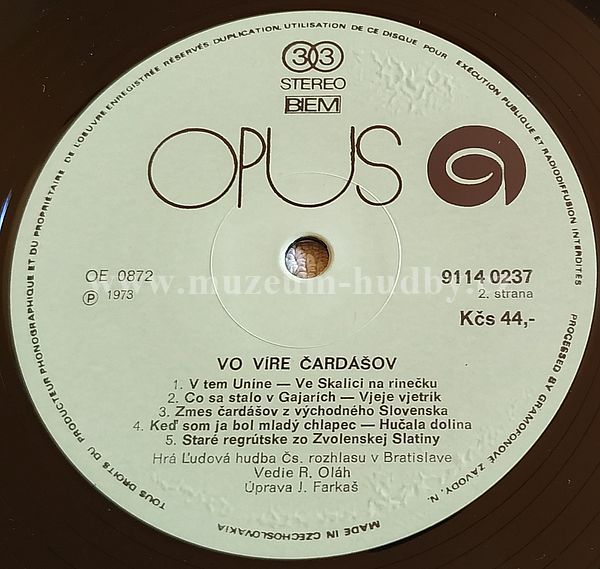 TOUS DROITS DU PRODUCTEUR PHONOGRAPHIQUE ET DU PROPRIÉTAIRE DE L'OEUVRE ENREGISTRÉE RÉSERVÉS. DUPLICATION, UTILISATION DE CE DISQUE POUR EXÉCUTION PUBLIQUE ET RADIODIFFUSION INTERDITES
33
STEREO
BIEM
OPUS
OE 0872
℗ 1973
9114 0237
2. strana
Kčs 44,-
www.muzeum-hudby.
VO VÍRE ČARDÁŠOV
1. V tem Uníne — Ve Skalici na rinečku
2. Co sa stalo v Gajarích — Vjeje vjetrík
3. Zmes čardášov z východného Slovenska
4. Keď som ja bol mladý chlapec — Hučala dolina
5. Staré regrútske zo Zvolenskej Slatiny
Hrá Ľudová hudba Čs. rozhlasu v Bratislave
Vedie R. Oláh
Úprava J. Farkaš
PROCESSED BY GRAMOFONOVÉ ZÁVODY, N.
MADE IN CZECHOSLOVAKIA